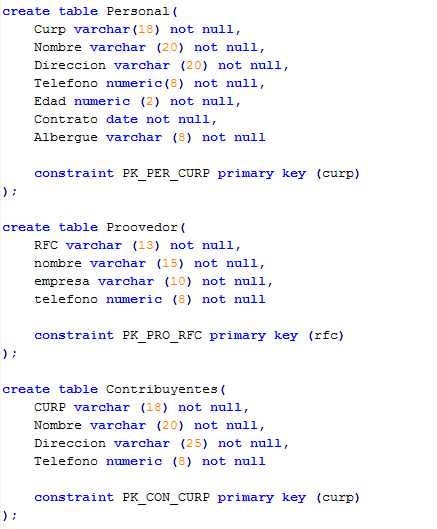 create table Personal(
Curp varchar(18) not null,
Nombre varchar (20) not null,
Direccion varchar (20) not null,
Telefono numeric(8) not null,
Edad numeric (2) not null,
Contrato date not null,
Albergue varchar (8) not null
constraint PK_PER_CURP primary key (curp)
);
create table Proovedor(
RFC varchar (13) not null,
nombre varchar (15) not null,
empresa varchar (10) not null,
telefono numeric (8) not null
constraint PK_PRO_RFC primary key (rfc)
);
create table Contribuyentes(
CURP varchar (18) not null,
Nombre varchar (20) not null,
Direccion varchar (25) not null,
Telefono numeric (8) not null
constraint PK_CON_CURP primary key (curp)
);